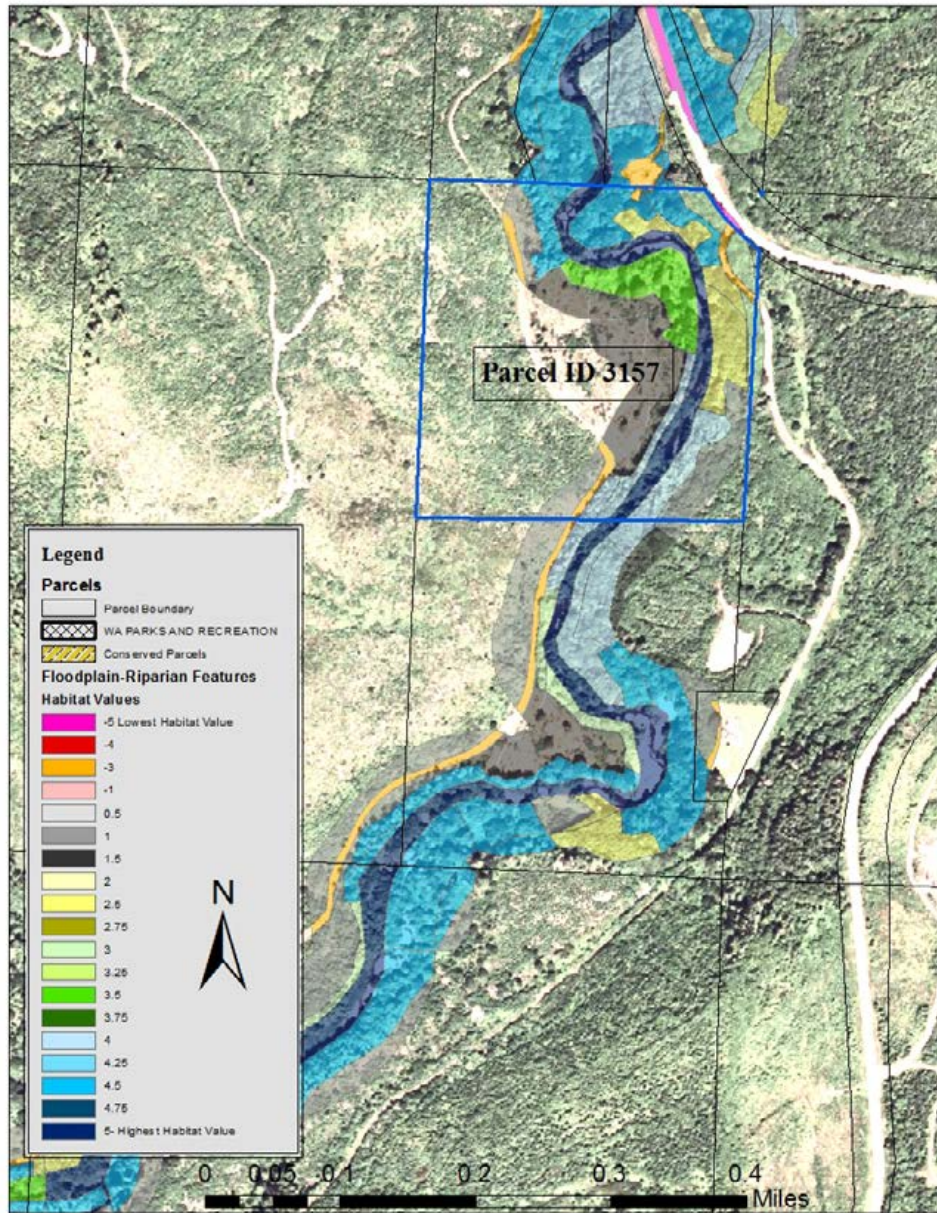 Parcel ID 3157
Legend
Parcels
Parcel Boundary
WA PARKS AND RECREATION
Conserved Parcels
Floodplain-Riparian Features
Habitat Values
-5 Lowest Habitat Value
-4
-3
-1
0.5
1
1.5
2
2.5
2.75
3
3.25
3.5
3.75
4
4.25
4.5
4.75
5- Highest Habitat Value
N
0 0.05 0.1 0.2 0.3 0.4
Miles